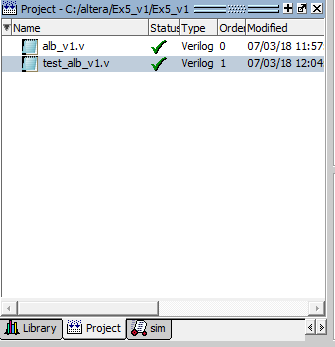 Project - C:/altera/Ex5_v1/Ex5_v1
Name Status Type Order Modified
alb_v1.v Verilog 0 07/03/18 11:57
test_alb_v1.v Verilog 1 07/03/18 12:04
Library Project sim